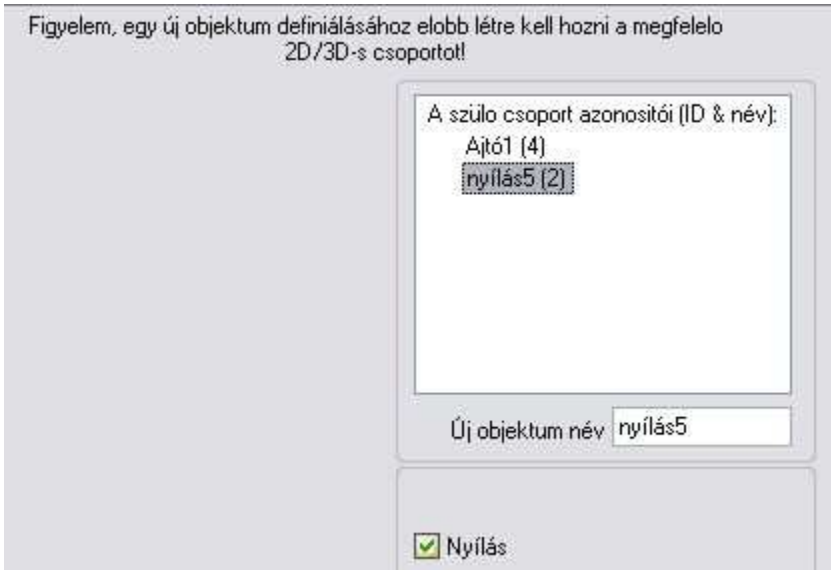 Figyelem, egy új objektum definiálásához elobb létre kell hozni a megfelelo
2D/3D-s csoportot!
A szülo csoport azonositói (ID & név):
Ajtó1 (4)
nyílás5 (2)
Új objektum név nyílás5
Nyílás